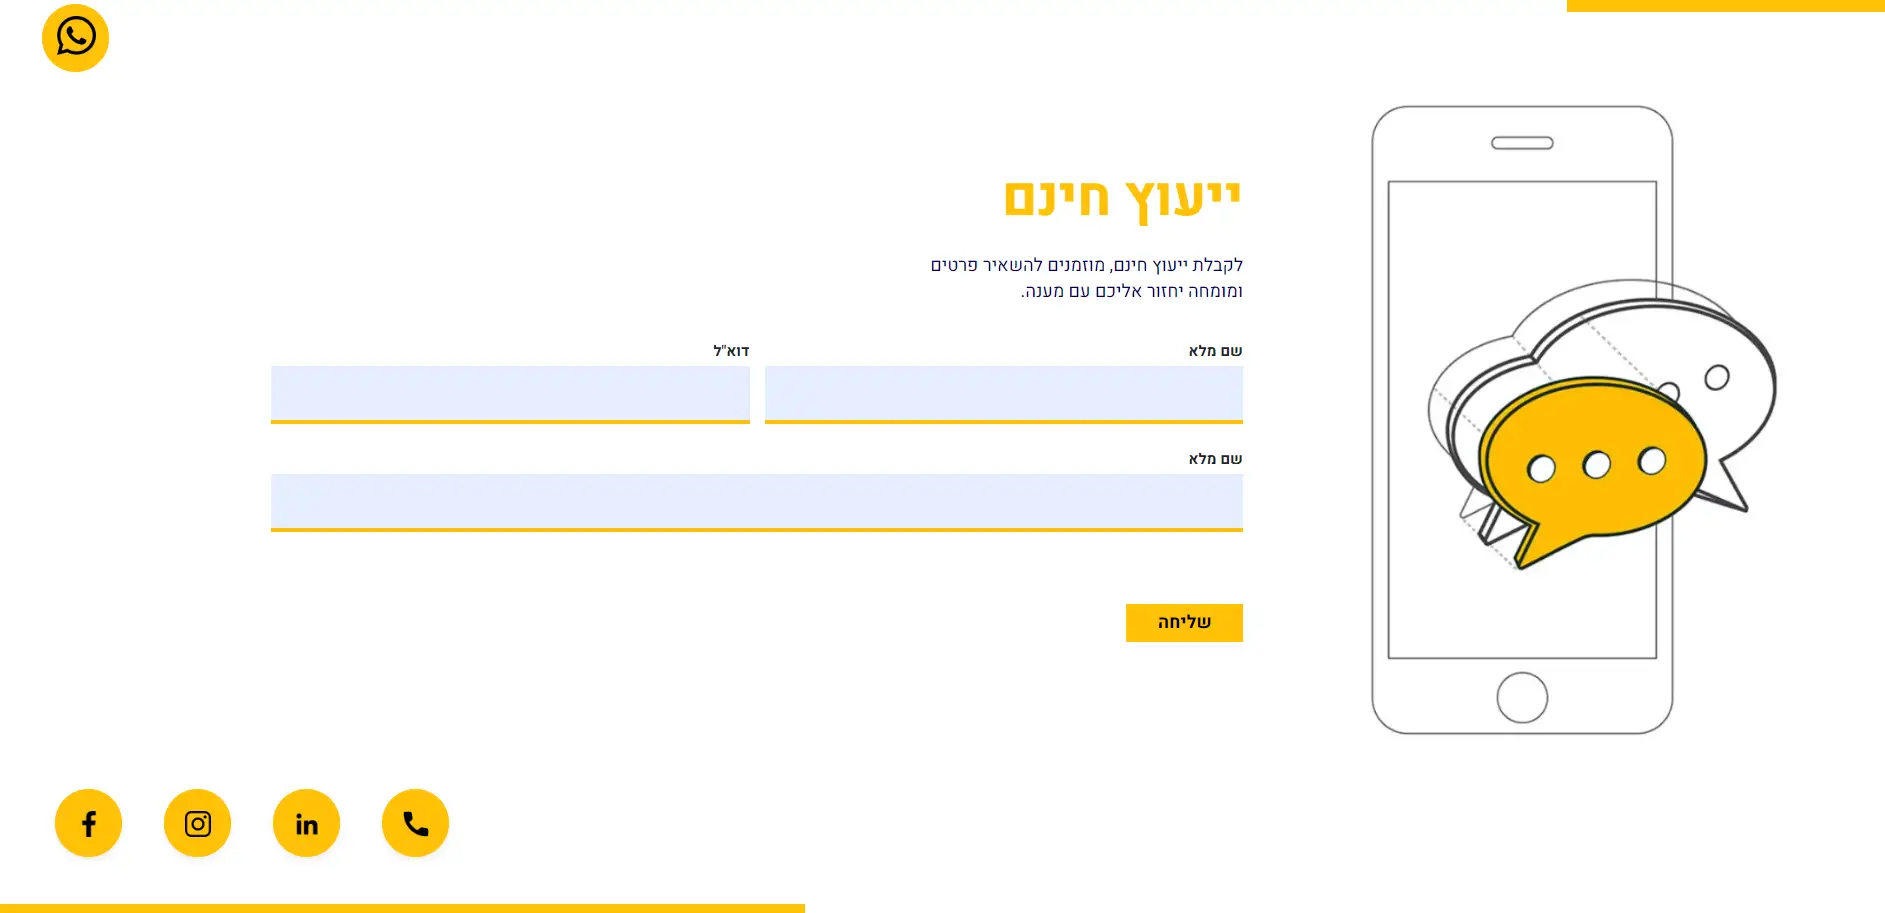 ייעוץ חינם
לקבלת ייעוץ חינם, מוזמנים להשאיר פרטים
ומומחה יחזור אליכם עם מענה.
שם מלא
דוא"ל
שם מלא
שליחה